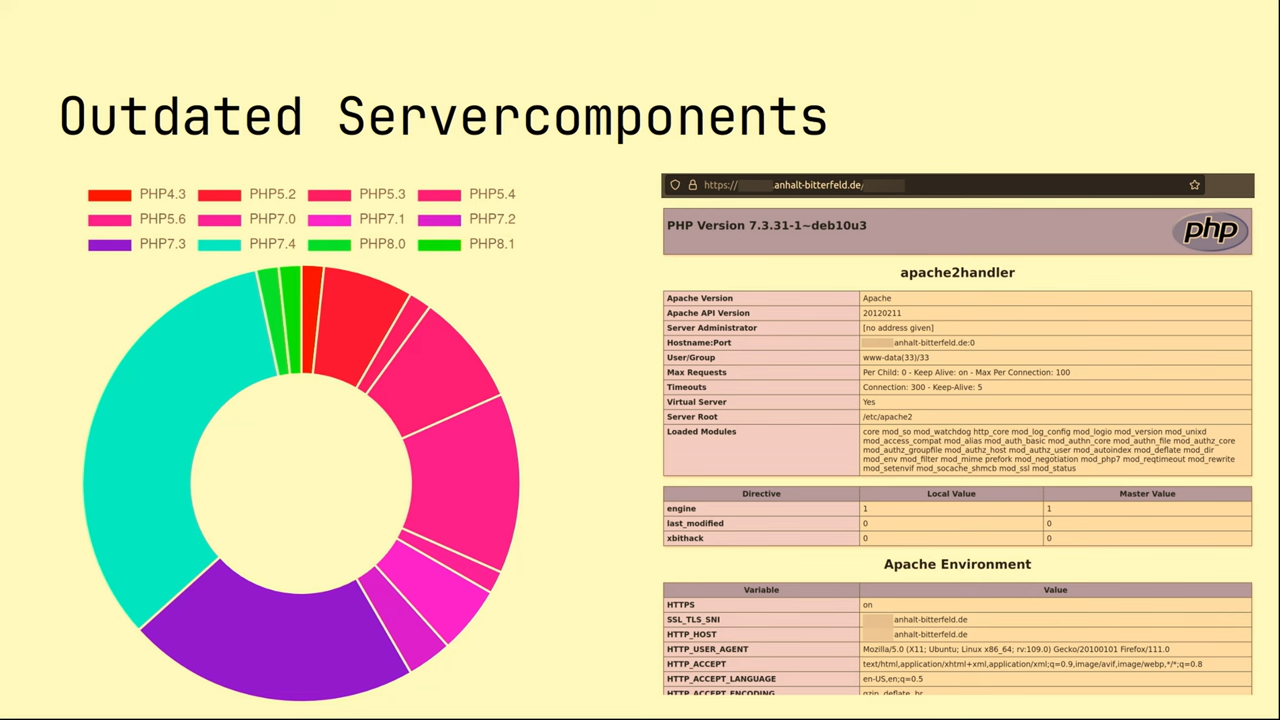 Outdated Servercomponents
PHP4.3 PHP5.2 PHP5.3 PHP5.4
PHP5.6 PHP7.0 PHP7.1 PHP7.2
PHP7.3 PHP7.4 PHP8.0 PHP8.1
https:// .anhalt-bitterfeld.de/
PHP Version 7.3.31-1~deb10u3
php
apache2handler
Apache Version Apache
Apache API Version 20120211
Server Administrator [no address given]
Hostname:Port anhalt-bitterfeld.de:0
User/Group www-data(33)/33
Max Requests Per Child: 0 - Keep Alive: on - Max Per Connection: 100
Timeouts Connection: 300 - Keep-Alive: 5
Virtual Server Yes
Server Root /etc/apache2
Loaded Modules core mod_so mod_watchdog http_core mod_log_config mod_logio mod_version mod_unixd
mod_access_compat mod_alias mod_auth_basic mod_authn_core mod_authn_file mod_authz_core
mod_authz_groupfile mod_authz_host mod_authz_user mod_autoindex mod_deflate mod_dir
mod_env mod_filter mod_mime prefork mod_negotiation mod_php7 mod_reqtimeout mod_rewrite
mod_setenvif mod_socache_shmcb mod_ssl mod_status
Directive Local Value Master Value
engine 1 1
last_modified 0 0
xbithack 0 0
Apache Environment
Variable Value
HTTPS on
SSL_TLS_SNI anhalt-bitterfeld.de
HTTP_HOST anhalt-bitterfeld.de
HTTP_USER_AGENT Mozilla/5.0 (X11; Ubuntu; Linux x86_64; rv:109.0) Gecko/20100101 Firefox/111.0
HTTP_ACCEPT text/html,application/xhtml+xml,application/xml;q=0.9,image/avif,image/webp,*/*;q=0.8
HTTP_ACCEPT_LANGUAGE en-US,en;q=0.5
HTTP_ACCEPT_ENCODING gzip, deflate, br